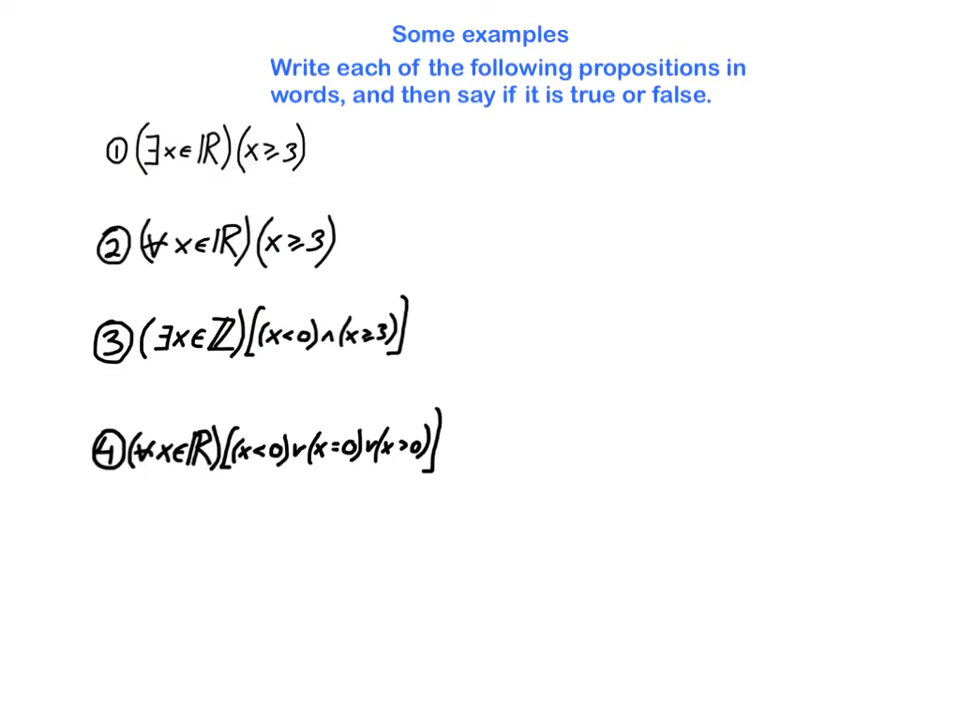 Some examples
Write each of the following propositions in
words, and then say if it is true or false.
① (∃x∈ℝ)(x≥3)
② (∀x∈ℝ)(x≥3)
③ (∃x∈ℤ)[(x<0)∧(x≥3)]
④ (∀x∈ℝ)[(x<0)∨(x=0)∨(x>0)]